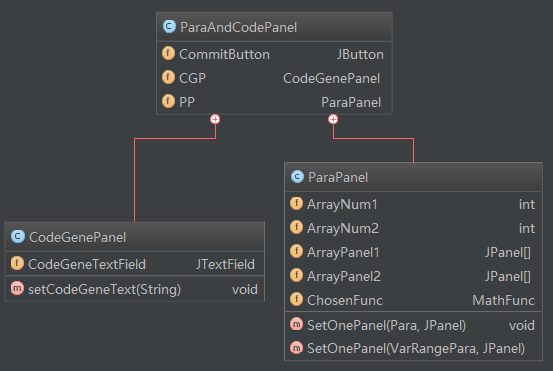 ParaAndCodePanel
CommitButton JButton
CGP CodeGenPanel
PP ParaPanel
CodeGenePanel
CodeGeneTextField JTextField
setCodeGeneText(String) void
ParaPanel
ArrayNum1 int
ArrayNum2 int
ArrayPanel1 JPanel[]
ArrayPanel2 JPanel[]
ChosenFunc MathFunc
SetOnePanel(Para, JPanel) void
SetOnePanel(VarRangePara, JPanel)